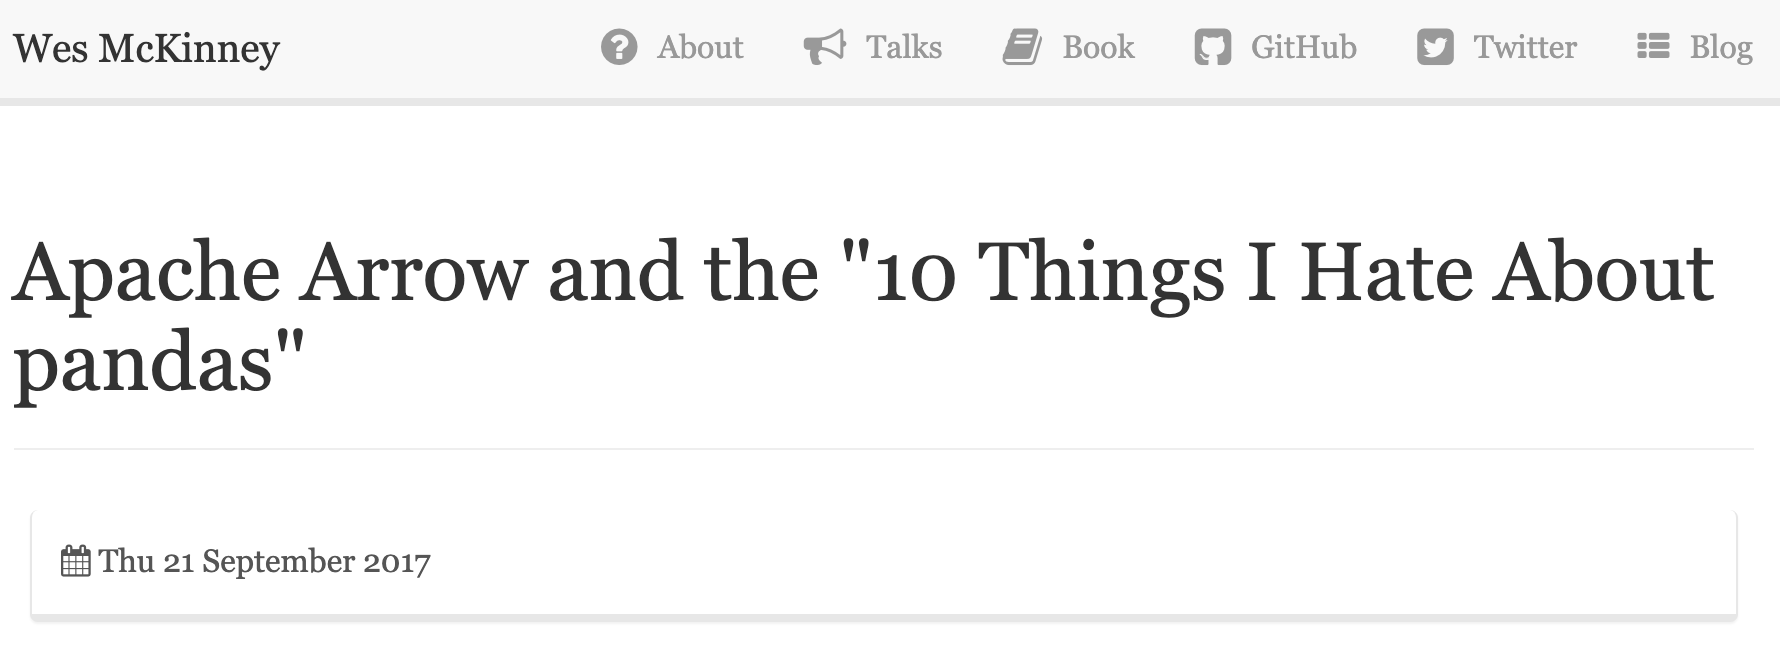 Wes McKinney About Talks Book GitHub Twitter Blog
Apache Arrow and the "10 Things I Hate About
pandas"
Thu 21 September 2017